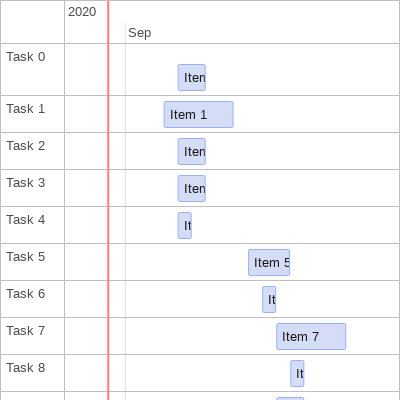 2020
Sep
Task 0
Item
Task 1
Item 1
Task 2
Item
Task 3
Item
Task 4
It
Task 5
Item 5
Task 6
It
Task 7
Item 7
Task 8
It